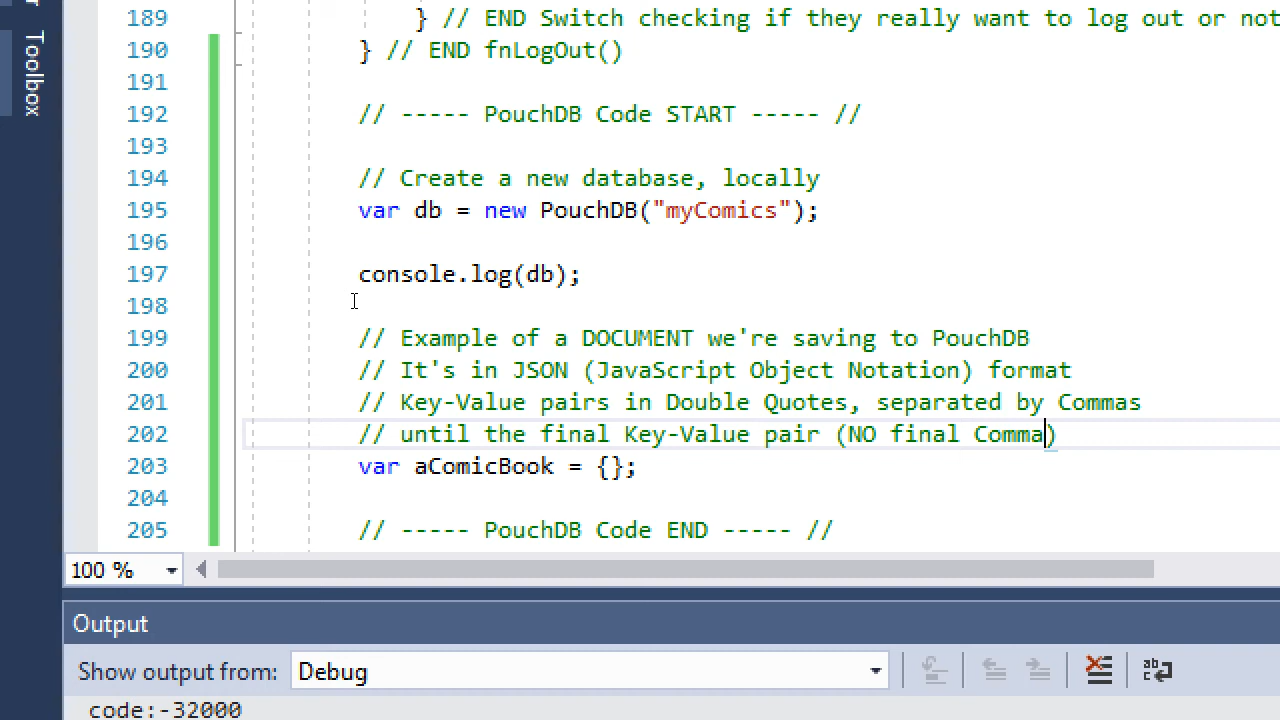 Toolbox
189 } // END Switch checking if they really want to log out or not
190 } // END fnLogOut()
191
192 // ----- PouchDB Code START ----- //
193
194 // Create a new database, locally
195 var db = new PouchDB("myComics");
196
197 console.log(db);
198
199 // Example of a DOCUMENT we're saving to PouchDB
200 // It's in JSON (JavaScript Object Notation) format
201 // Key-Value pairs in Double Quotes, separated by Commas
202 // until the final Key-Value pair (NO final Comma)
203 var aComicBook = {};
204
205 // ----- PouchDB Code END ----- //
100 %
Output
Show output from: Debug
code:-32000